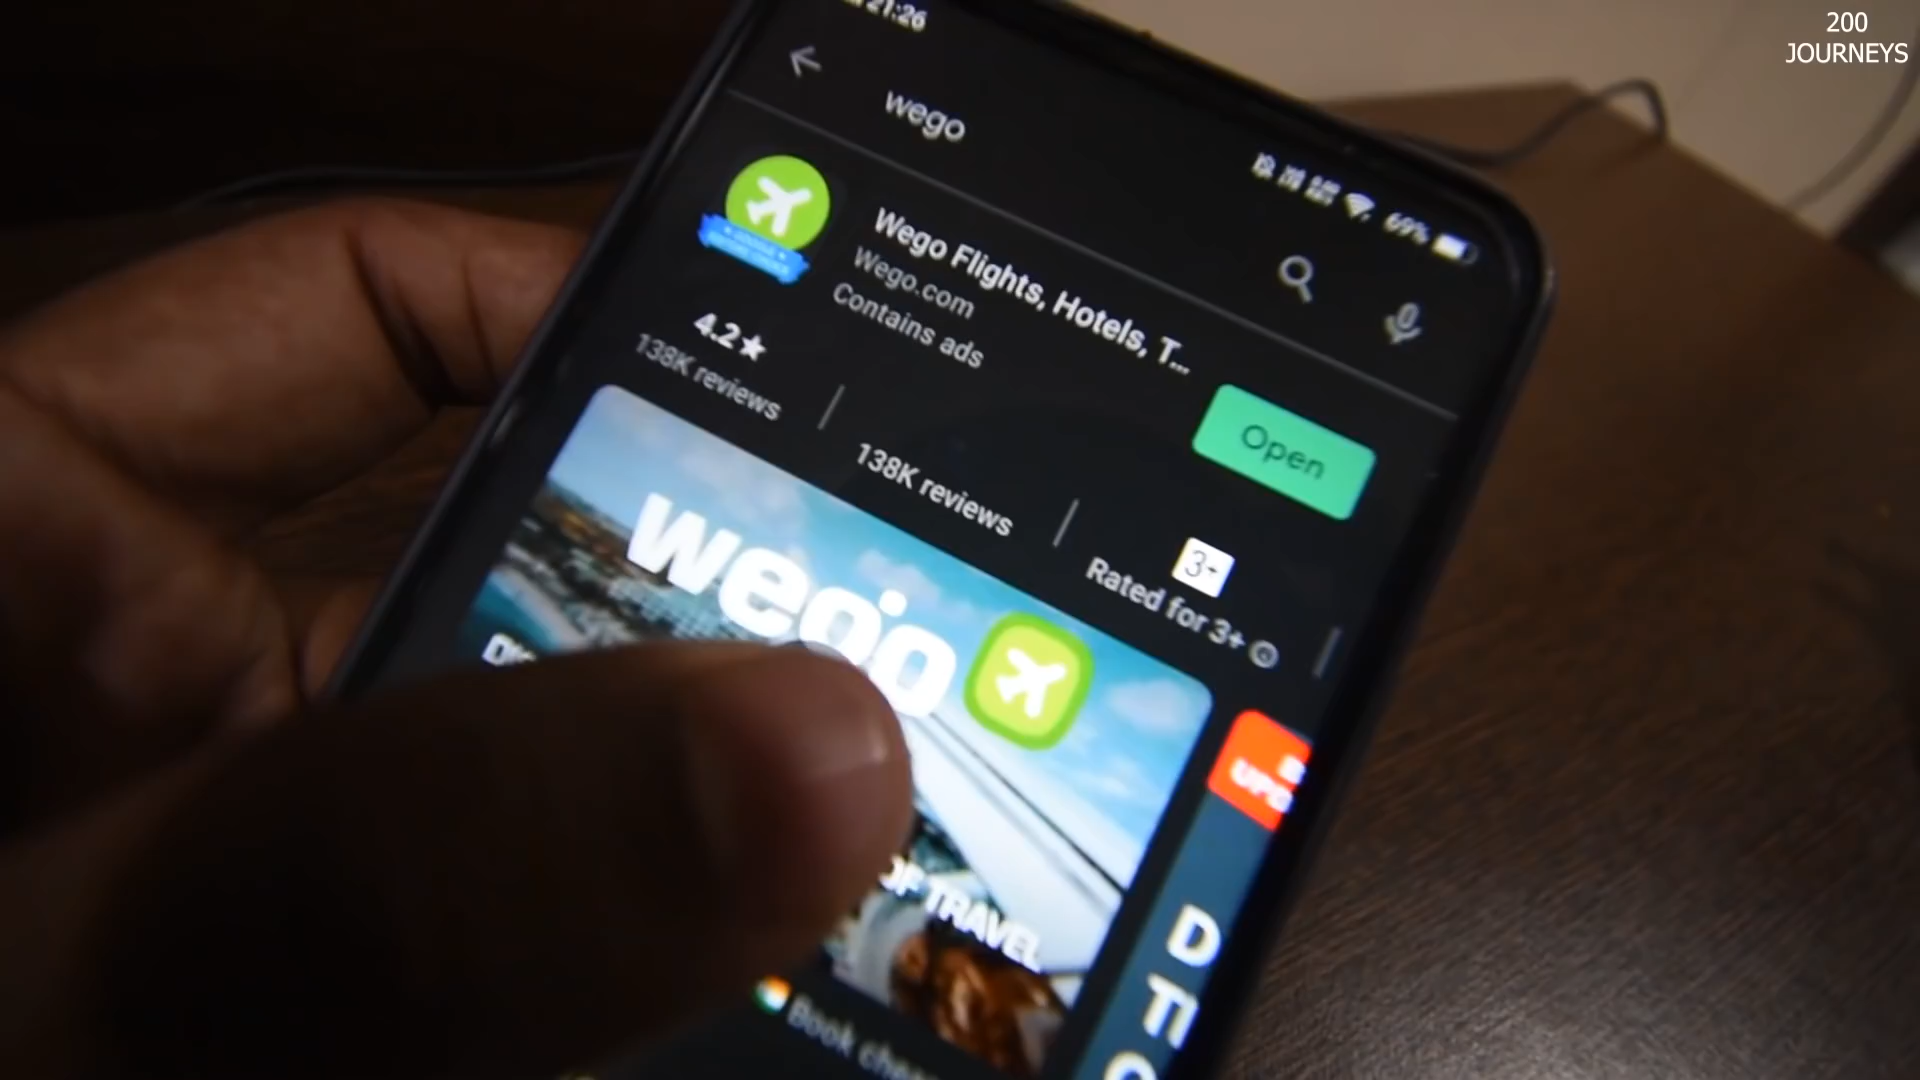 200
JOURNEYS
21:26
69%
wego
Wego Flights, Hotels, T...
Wego.com
Contains ads
4.2★
138K reviews
Open
138K reviews
3+
Rated for 3+
wego
OF TRAVEL
Book